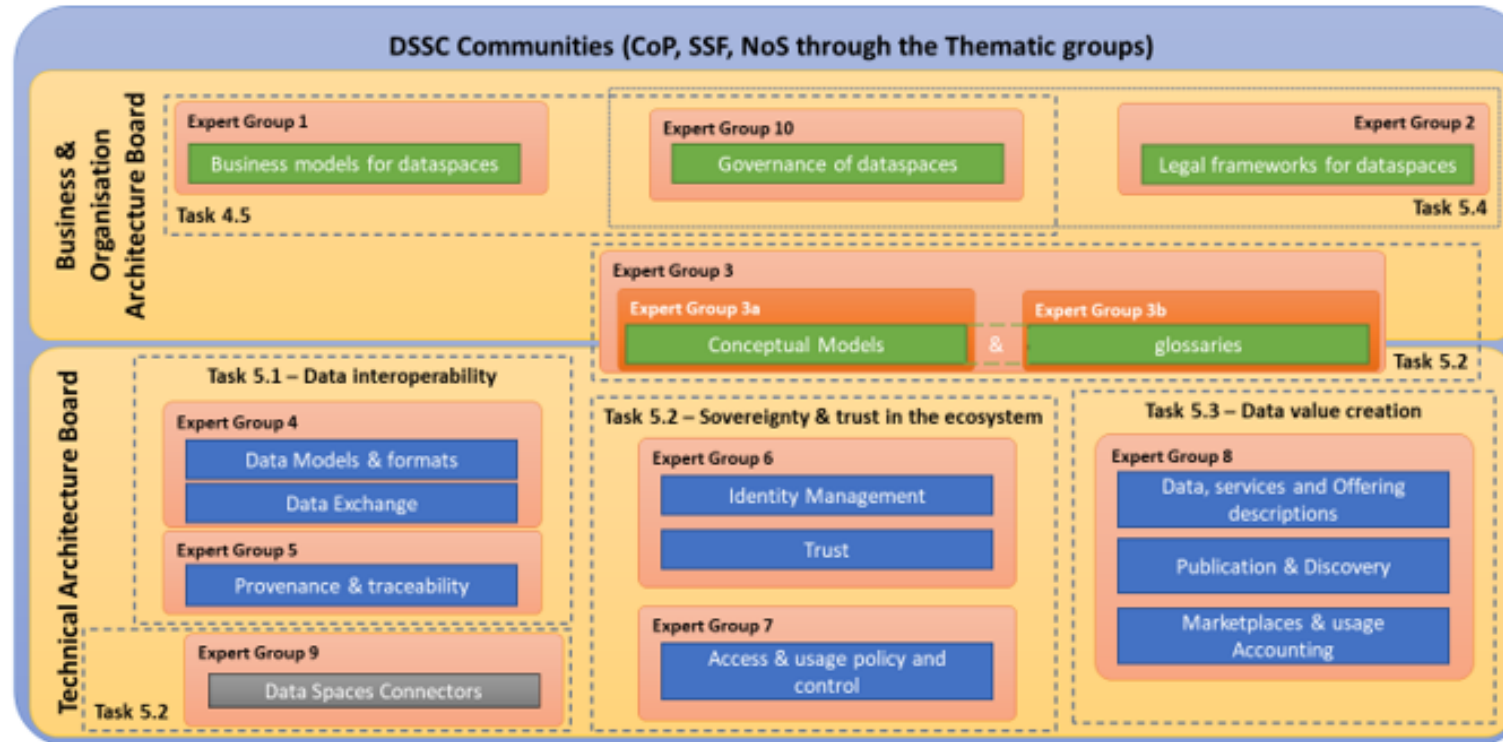 DSSC Communities (CoP, SSF, NoS through the Thematic groups)
Business &
Organisation
Architecture Board
Expert Group 1
Business models for dataspaces
Task 4.5
Expert Group 10
Governance of dataspaces
Expert Group 2
Legal frameworks for dataspaces
Task 5.4
Expert Group 3
Expert Group 3a
Conceptual Models
&
Expert Group 3b
glossaries
Task 5.2
Technical Architecture Board
Task 5.1 – Data interoperability
Expert Group 4
Data Models & formats
Data Exchange
Expert Group 5
Provenance & traceability
Expert Group 9
Data Spaces Connectors
Task 5.2
Task 5.2 – Sovereignty & trust in the ecosystem
Expert Group 6
Identity Management
Trust
Expert Group 7
Access & usage policy and
control
Task 5.3 – Data value creation
Expert Group 8
Data, services and Offering
descriptions
Publication & Discovery
Marketplaces & usage
Accounting